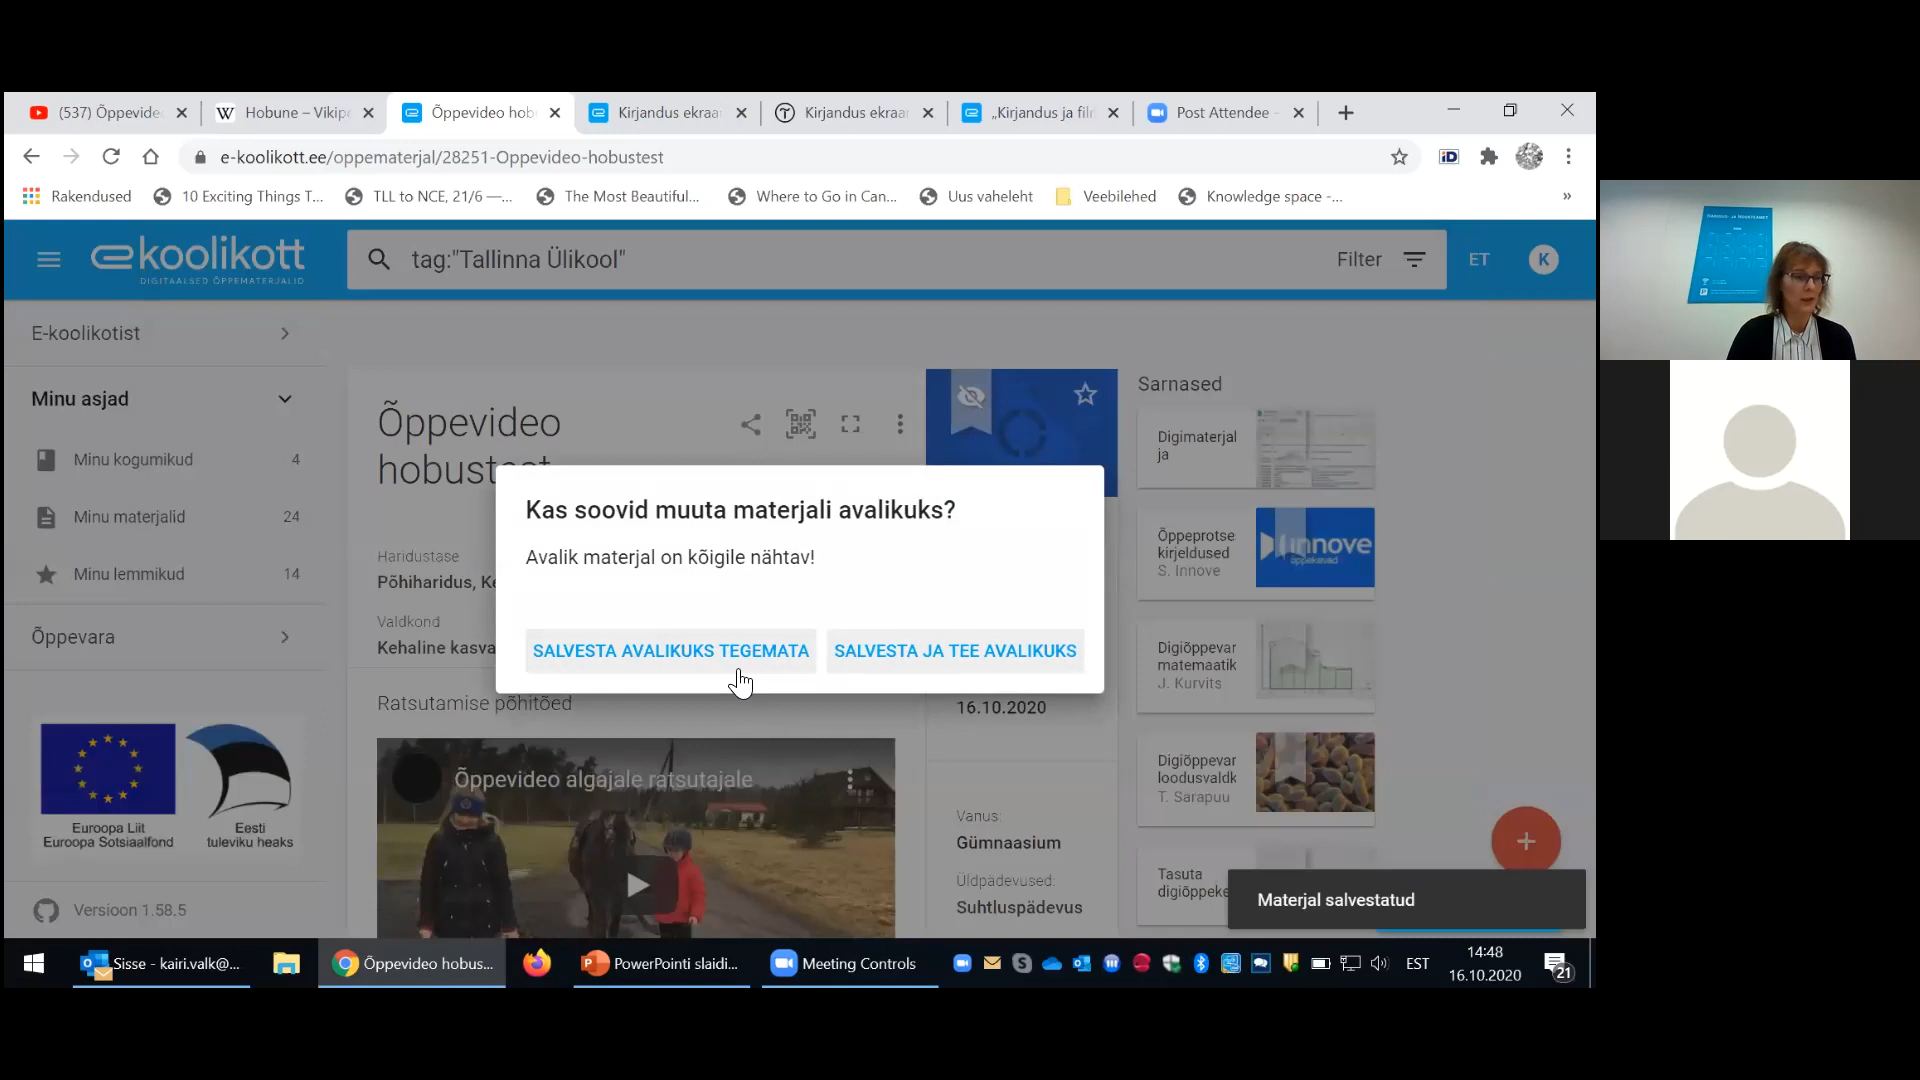 (537) Õppevide
Hobune – Vikipe
Õppevideo hob
Kirjandus ekraa
Kirjandus ekraa
„Kirjandus ja filr
Post Attendee -
e-koolikott.ee/oppematerjal/28251-Oppevideo-hobustest
iD
Rakendused
10 Exciting Things T...
TLL to NCE, 21/6 —...
The Most Beautiful...
Where to Go in Can...
Uus vaheleht
Veebilehed
Knowledge space -...
»
ekoolikott
DIGITAALSED ÕPPEMATERJALID
tag:"Tallinna Ülikool"
Filter
ET
K
E-koolikotist
Minu asjad
Minu kogumikud 4
Minu materjalid 24
Minu lemmikud 14
Õppevara
Euroopa Liit
Euroopa Sotsiaalfond
Eesti
tuleviku heaks
Versioon 1.58.5
Õppevideo
hobustest
Haridustase
Põhiharidus, Ke
Valdkond
Kehaline kasva
Kas soovid muuta materjali avalikuks?
Avalik materjal on kõigile nähtav!
SALVESTA AVALIKUKS TEGEMATA
SALVESTA JA TEE AVALIKUKS
Ratsutamise põhitõed
Õppevideo algajale ratsutajale
16.10.2020
Vanus:
Gümnaasium
Üldpädevused:
Suhtluspädevus
Sarnased
Digimaterjal
ja
Õppeprotse
kirjeldused
S. Innove
innove
õppekavad
Digiõppevar
matemaatik
J. Kurvits
Digiõppevar
loodusvaldk
T. Sarapuu
Tasuta
digiõppeke
Materjal salvestatud
Sisse - kairi.valk@...
Õppevideo hobus...
PowerPointi slaidi...
Meeting Controls
EST
14:48
16.10.2020
21